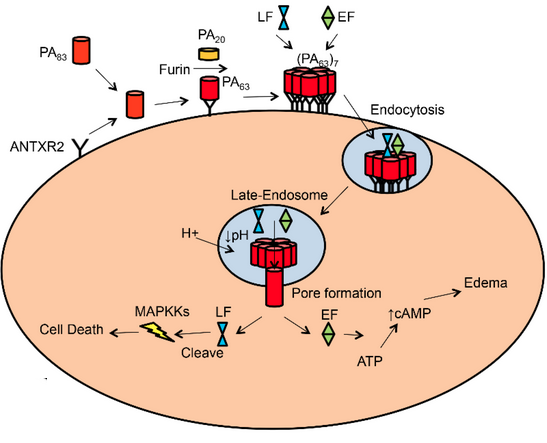 LF
EF
PA20
PA83
Furin
PA63
(PA63)7
Endocytosis
ANTXR2
Late-Endosome
H+
↓pH
Pore formation
Edema
MAPKKs
LF
EF
↑cAMP
Cell Death
Cleave
ATP